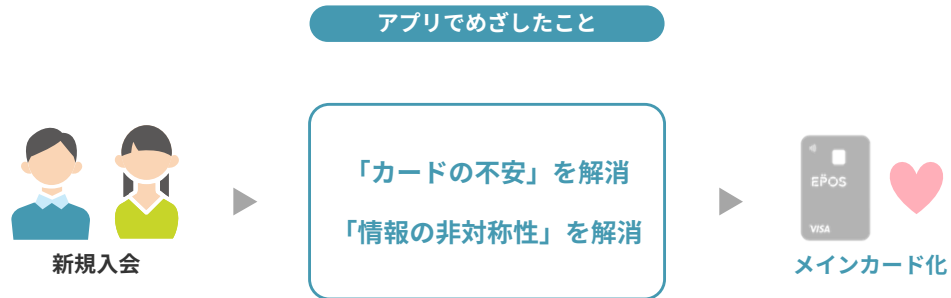 アプリでめざしたこと
「カードの不安」を解消
「情報の非対称性」を解消
新規入会
EPOS
VISA
メインカード化